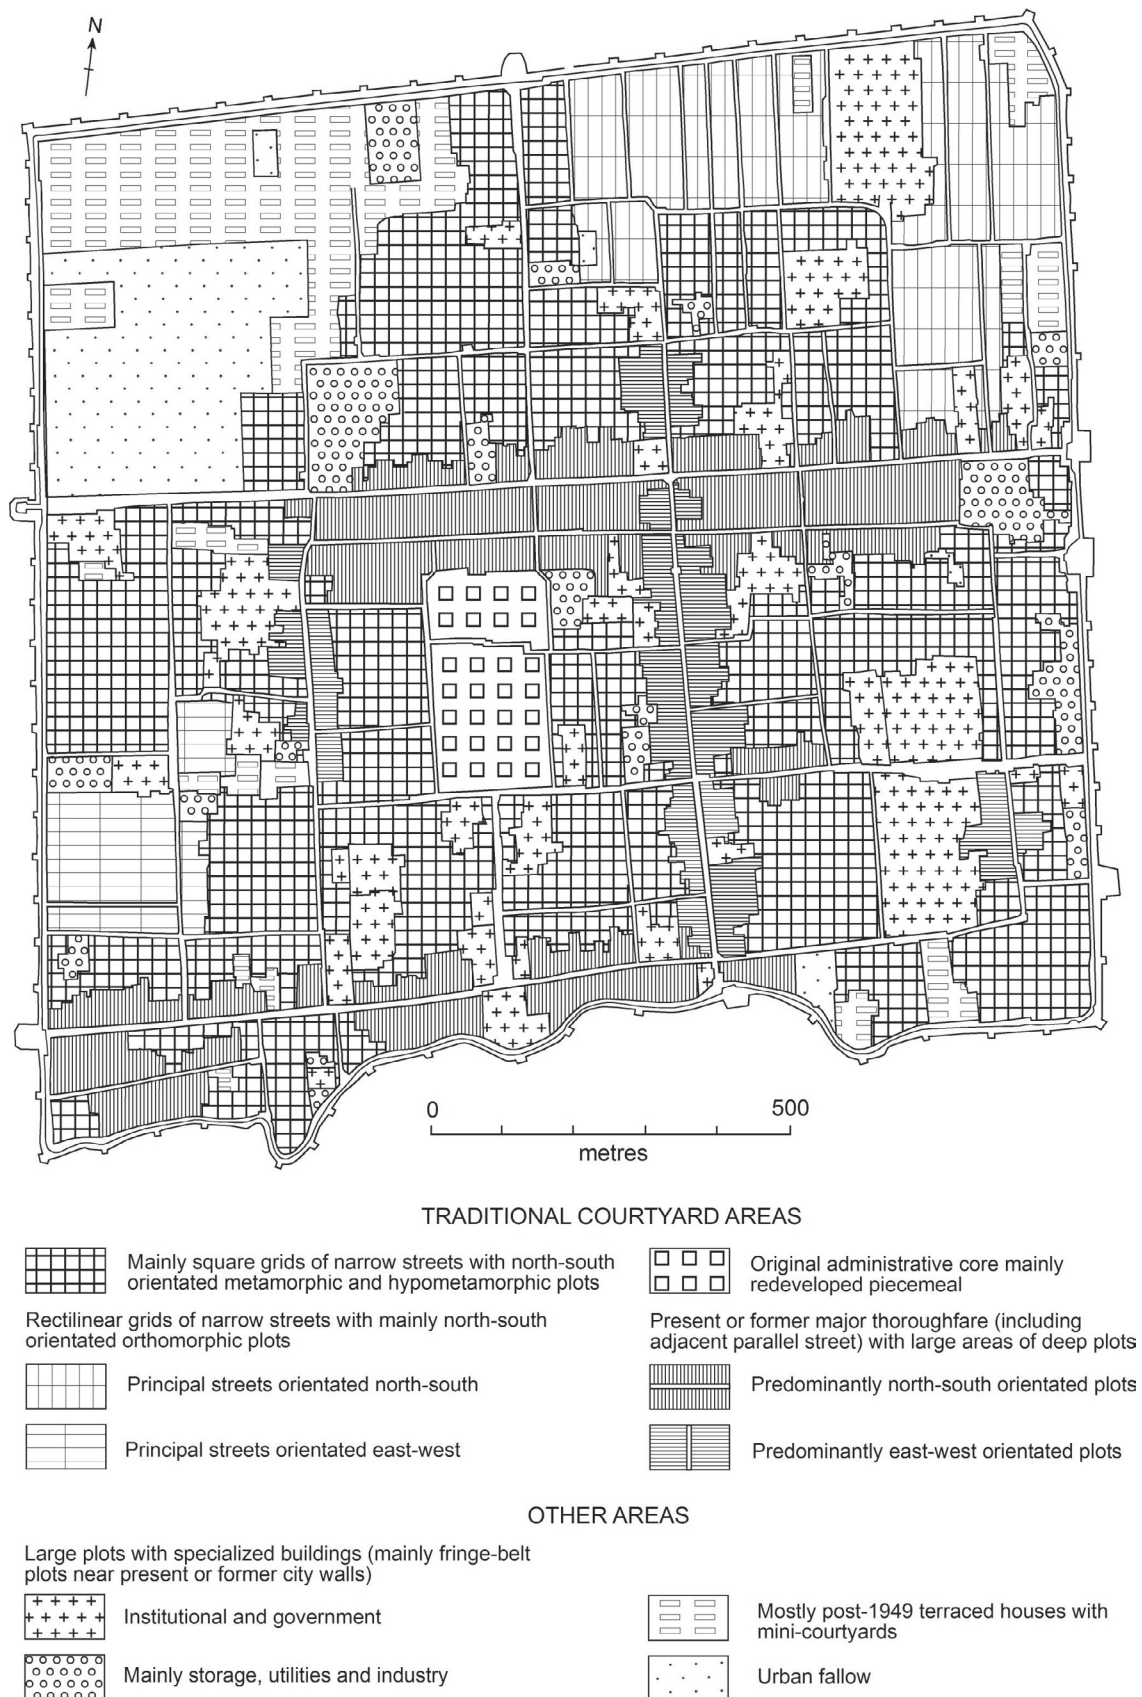 N
0
500
metres
TRADITIONAL COURTYARD AREAS
Mainly square grids of narrow streets with north-south
orientated metamorphic and hypometamorphic plots
Original administrative core mainly
redeveloped piecemeal
Rectilinear grids of narrow streets with mainly north-south
orientated orthomorphic plots
Present or former major thoroughfare (including
adjacent parallel street) with large areas of deep plots
Principal streets orientated north-south
Predominantly north-south orientated plots
Principal streets orientated east-west
Predominantly east-west orientated plots
OTHER AREAS
Large plots with specialized buildings (mainly fringe-belt
plots near present or former city walls)
Institutional and government
Mostly post-1949 terraced houses with
mini-courtyards
Mainly storage, utilities and industry
Urban fallow